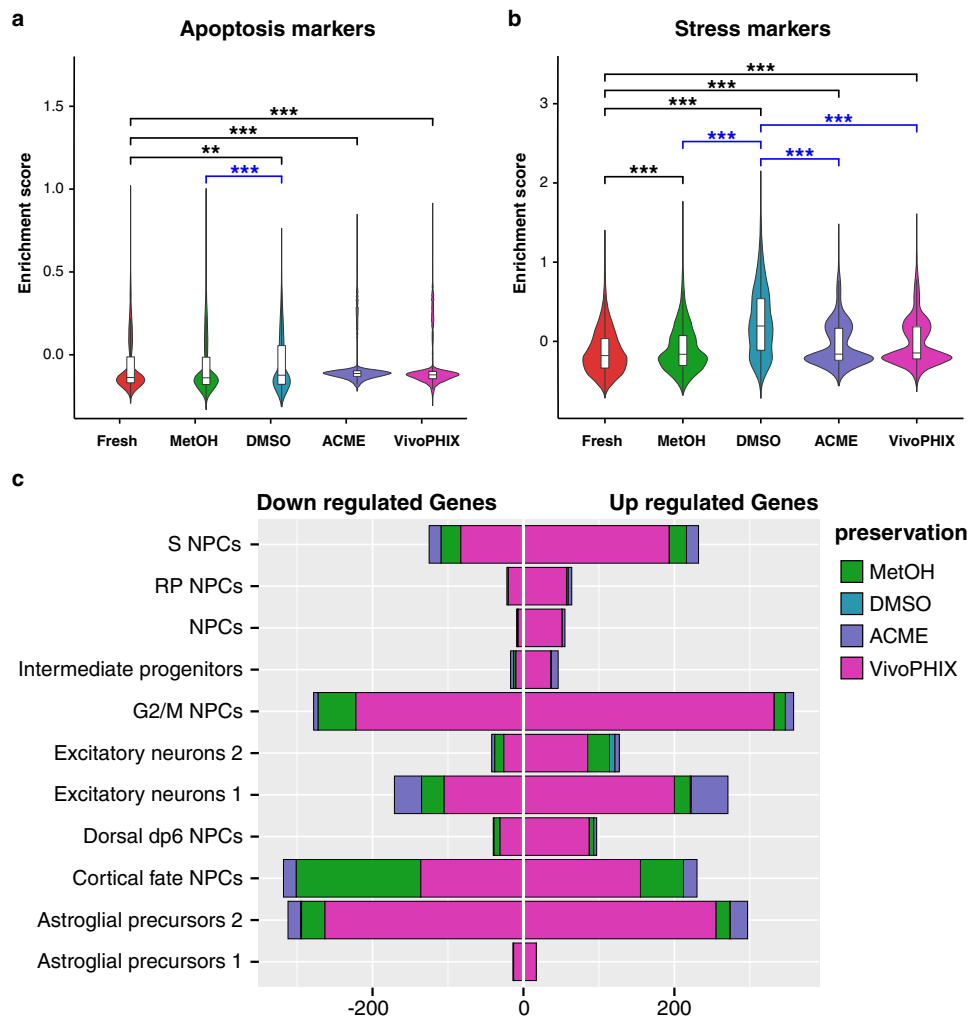 a
Apoptosis markers
Enrichment score
1.5
1.0
0.5
0.0
***
***
**
***
Fresh MetOH DMSO ACME VivoPHIX
b
Stress markers
Enrichment score
3
2
1
0
***
***
***
***
***
***
***
Fresh MetOH DMSO ACME VivoPHIX
c
Down regulated Genes Up regulated Genes
S NPCs
RP NPCs
NPCs
Intermediate progenitors
G2/M NPCs
Excitatory neurons 2
Excitatory neurons 1
Dorsal dp6 NPCs
Cortical fate NPCs
Astroglial precursors 2
Astroglial precursors 1
-200 0 200
preservation
MetOH
DMSO
ACME
VivoPHIX